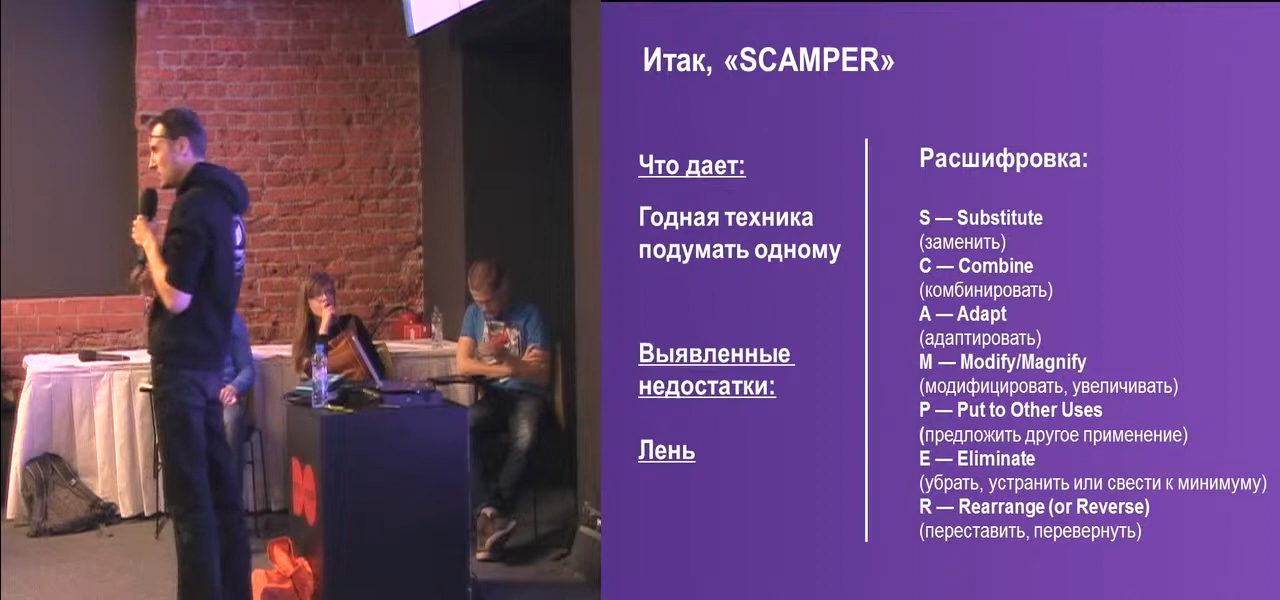 Итак, «SCAMPER»
Что дает:
Годная техника
подумать одному
Выявленные
недостатки:
Лень
Расшифровка:
S — Substitute
(заменить)
C — Combine
(комбинировать)
A — Adapt
(адаптировать)
M — Modify/Magnify
(модифицировать, увеличивать)
P — Put to Other Uses
(предложить другое применение)
E — Eliminate
(убрать, устранить или свести к минимуму)
R — Rearrange (or Reverse)
(переставить, перевернуть)